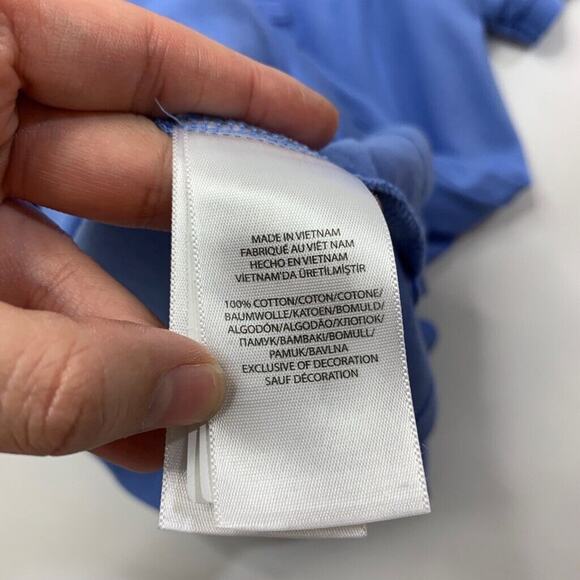 MADE IN VIETNAM
FABRIQUÉ AU VIÊT NAM
HECHO EN VIETNAM
VİETNAM'DA ÜRETİLMİŞTİR
100% COTTON/COTON/COTONE/
BAUMWOLLE/KATOEN/BOMULD/
ALGODÓN/ALGODÃO/ХЛОПОК/
ПАМУК/BAMBAKI/BOMULL/
PAMUK/BAVLNA
EXCLUSIVE OF DECORATION
SAUF DÉCORATION